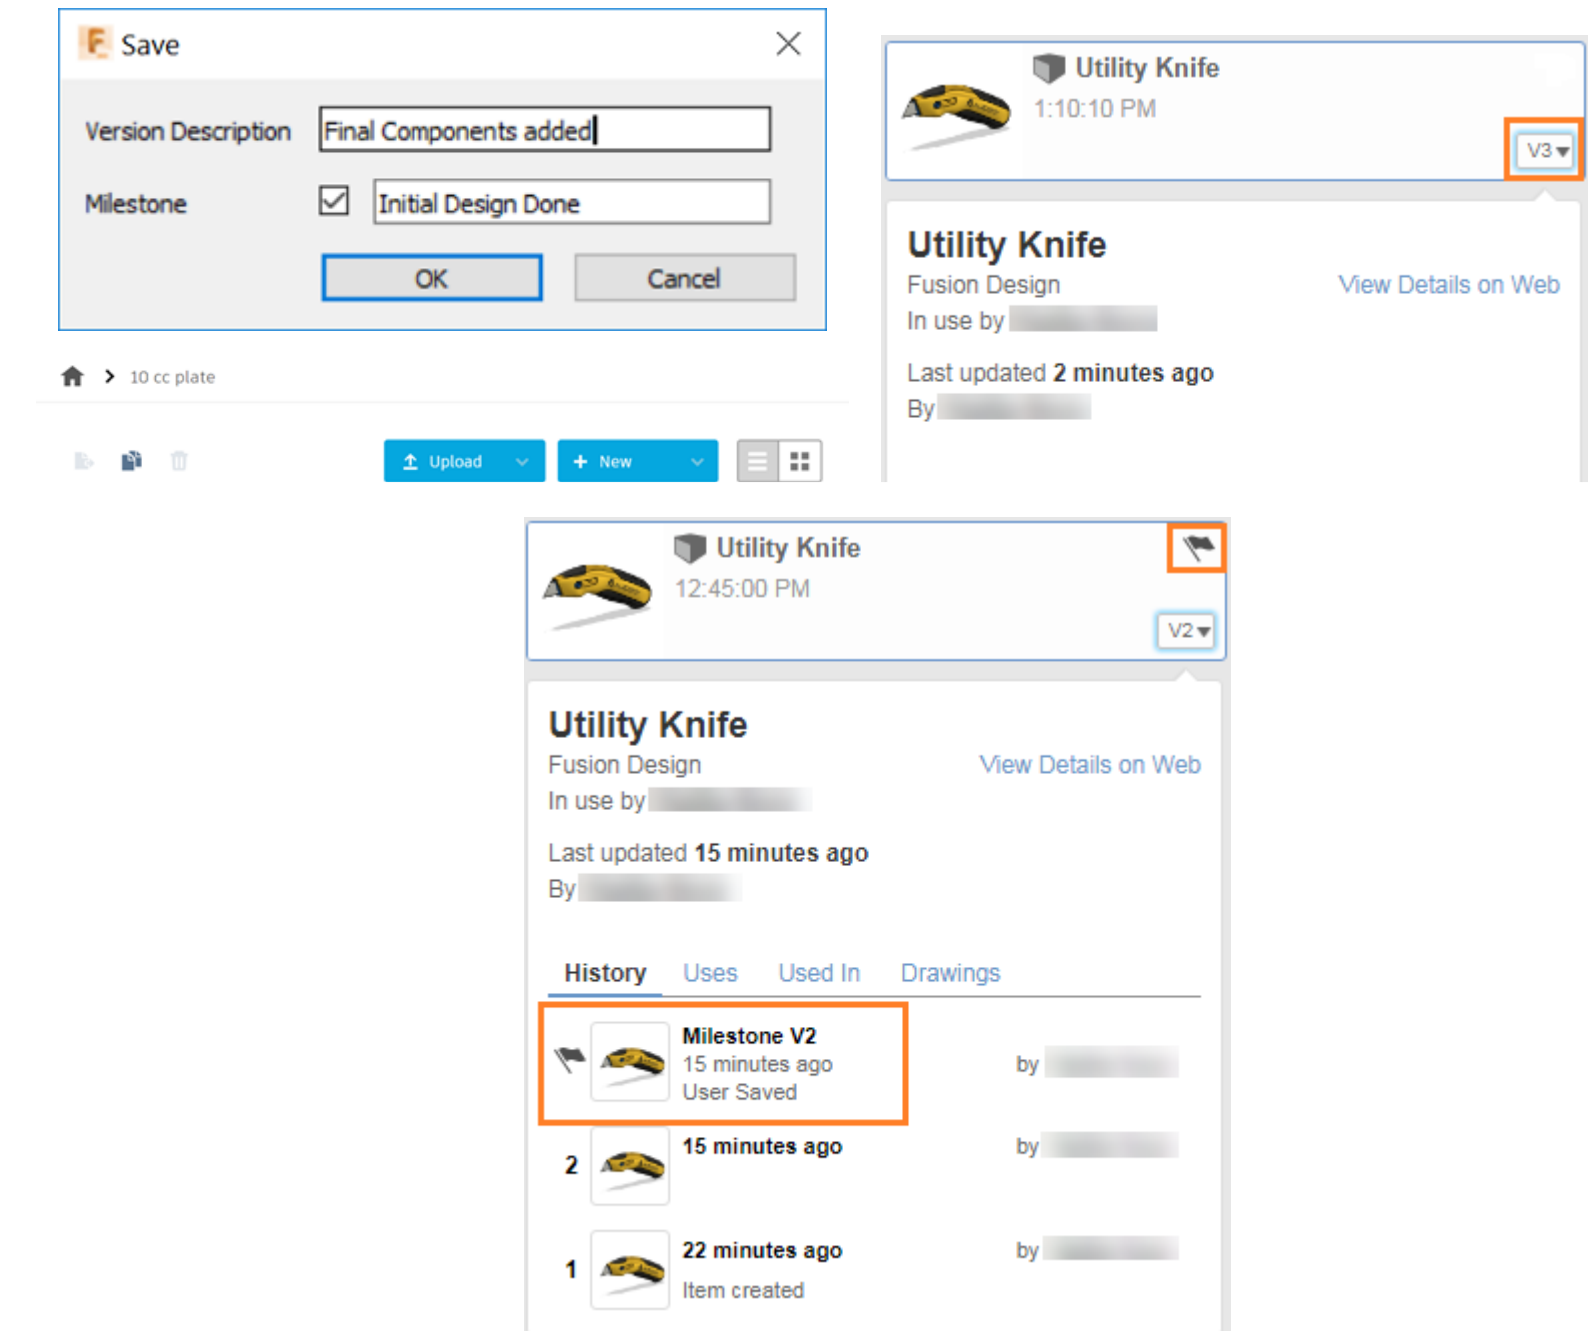 Save
Version Description
Final Components added
Milestone
Initial Design Done
OK
Cancel
10 cc plate
Upload
New
Utility Knife
1:10:10 PM
V3
Utility Knife
Fusion Design
View Details on Web
In use by
Last updated 2 minutes ago
By
Utility Knife
12:45:00 PM
V2
Utility Knife
Fusion Design
View Details on Web
In use by
Last updated 15 minutes ago
By
History Uses Used In Drawings
Milestone V2
15 minutes ago by
User Saved
2 15 minutes ago by
1 22 minutes ago by
Item created